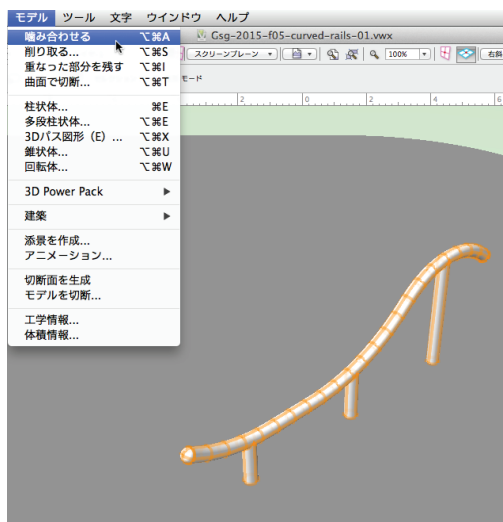 モデル ツール 文字 ウインドウ ヘルプ
Gsg-2015-f05-curved-rails-01.vwx
噛み合わせる ⌥⌘A
削り取る... ⌥⌘S
重なった部分を残す ⌥⌘I
曲面で切断... ⌥⌘T
スクリーンプレーン
100%
右斜
モード
2 0 2 4 6
柱状体... ⌘E
多段柱状体... ⌥⌘E
3Dパス図形（E）... ⌥⌘X
錐状体... ⌥⌘U
回転体... ⌥⌘W
3D Power Pack
建築
添景を作成...
アニメーション...
切断面を生成
モデルを切断...
工学情報...
体積情報...